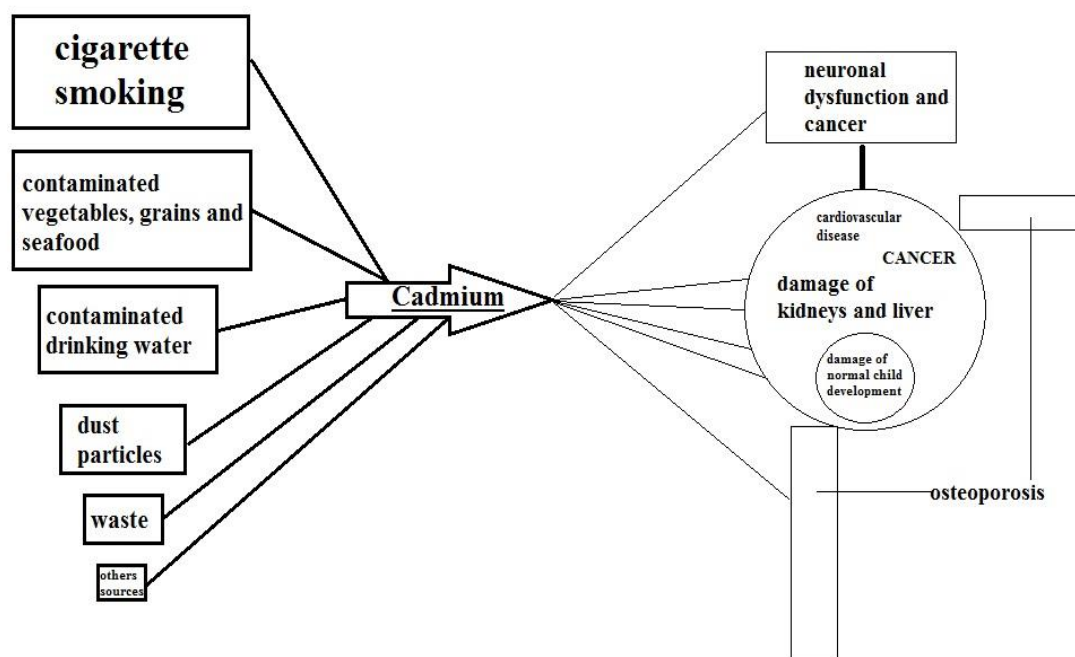 cigarette
smoking
contaminated
vegetables, grains and
seafood
contaminated
drinking water
dust
particles
waste
others
sources
Cadmium
neuronal
dysfunction and
cancer
cardiovascular
disease
CANCER
damage of
kidneys and liver
damage of
normal child
development
osteoporosis